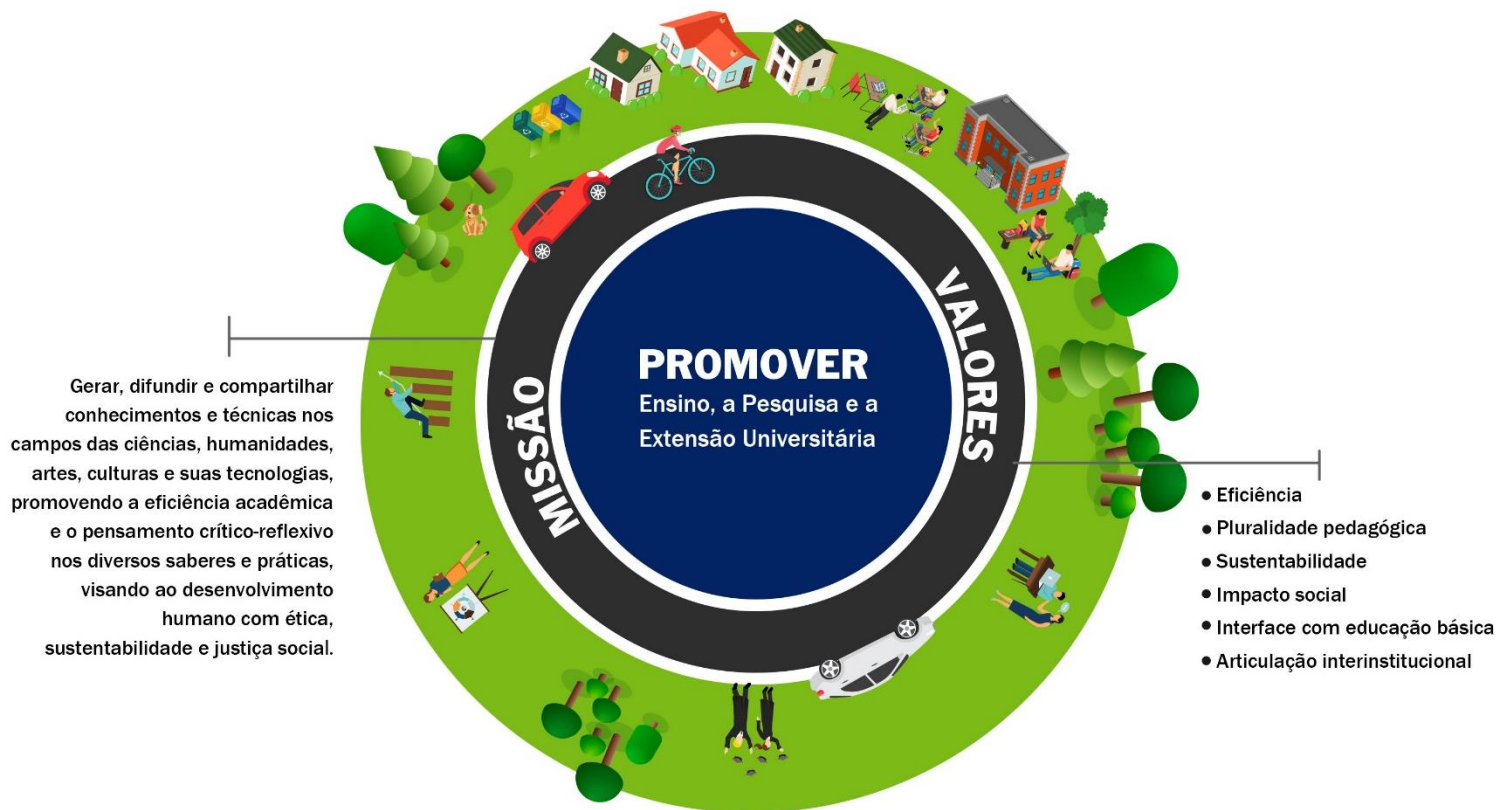 PROMOVER
Ensino, a Pesquisa e a
Extensão Universitária
MISSÃO
Gerar, difundir e compartilhar
conhecimentos e técnicas nos
campos das ciências, humanidades,
artes, culturas e suas tecnologias,
promovendo a eficiência acadêmica
e o pensamento crítico-reflexivo
nos diversos saberes e práticas,
visando ao desenvolvimento
humano com ética,
sustentabilidade e justiça social.
VALORES
• Eficiência
• Pluralidade pedagógica
• Sustentabilidade
• Impacto social
• Interface com educação básica
• Articulação interinstitucional